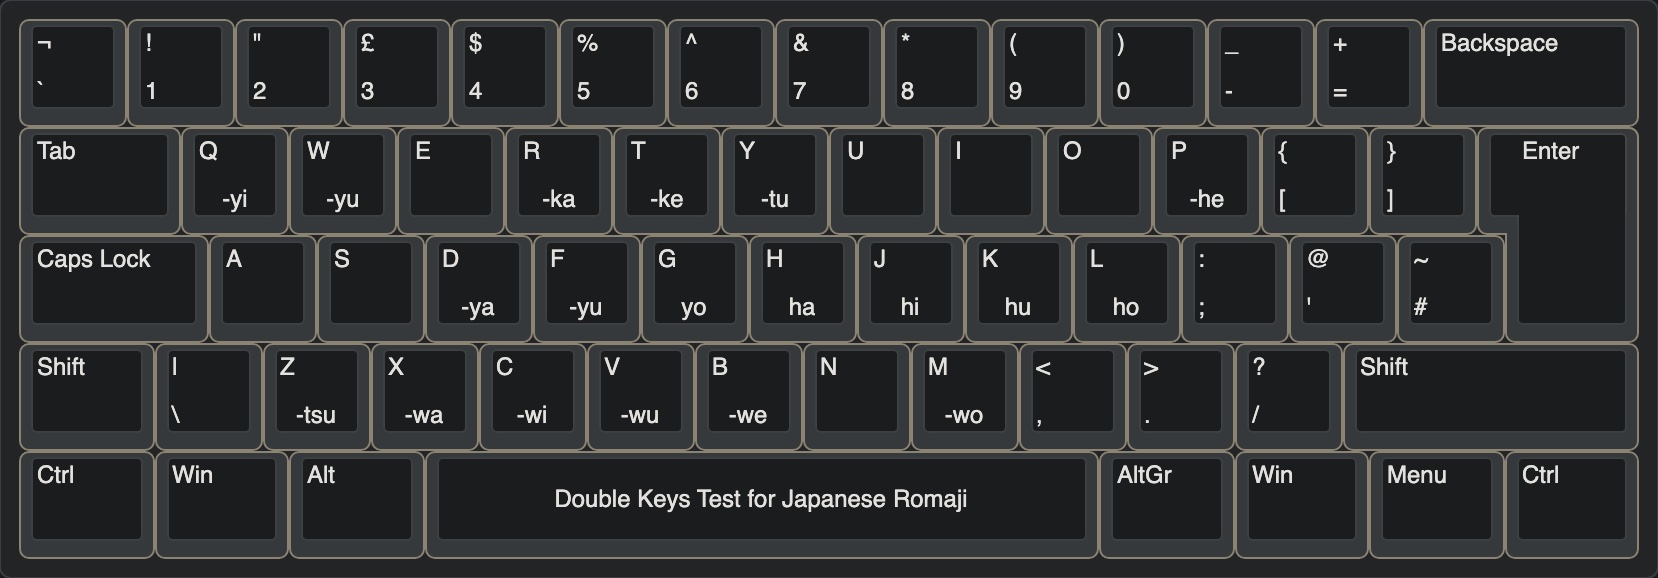 ¬ ! " £ $ % ^ & * ( ) _ + Backspace
` 1 2 3 4 5 6 7 8 9 0 - =
Tab Q W E R T Y U I O P { } Enter
-yi -yu -ka -ke -tu -he [ ]
Caps Lock A S D F G H J K L : @ ~
-ya -yu yo ha hi hu ho ; ' #
Shift | Z X C V B N M < > ? Shift
\ -tsu -wa -wi -wu -we -wo , . /
Ctrl Win Alt AltGr Win Menu Ctrl
Double Keys Test for Japanese Romaji